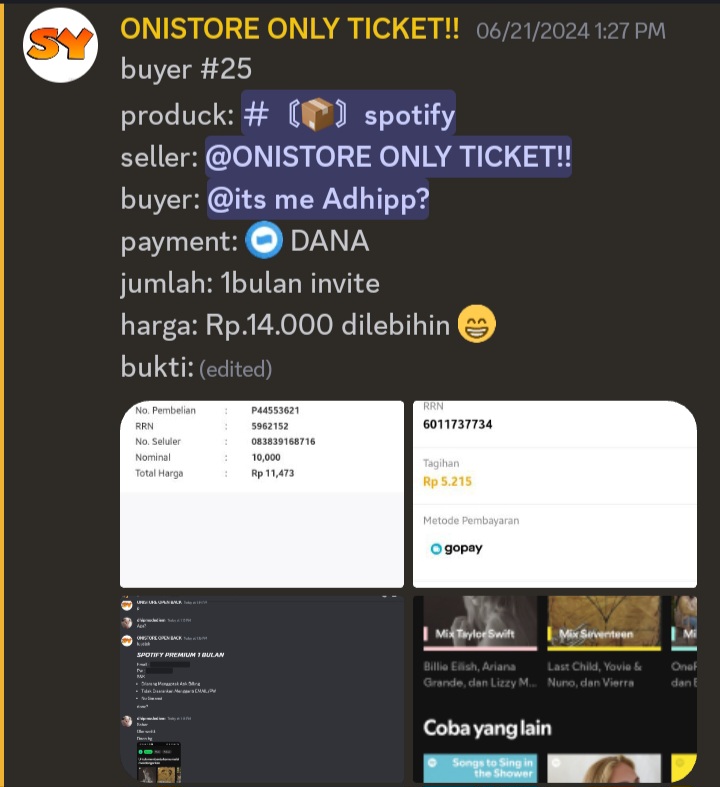 SY
ONISTORE ONLY TICKET!! 06/21/2024 1:27 PM
buyer #25
produck: # 〘📦〙 spotify
seller: @ONISTORE ONLY TICKET!!
buyer: @its me Adhipp?
payment: DANA
jumlah: 1bulan invite
harga: Rp.14.000 dilebihin 😁
bukti: (edited)
No. Pembelian : P44553621
RRN : 5962152
No. Seluler : 083839168716
Nominal : 10,000
Total Harga : Rp 11,473
RRN
6011737734
Tagihan
Rp 5.215
Metode Pembayaran
gopay
ONISTORE OPEN BACK
ONISTORE OPEN BACK
SPOTIFY PREMIUM 1 BULAN
Mix Taylor Swift
Billie Eilish, Ariana
Grande, dan Lizzy M...
Mix Seventeen
Last Child, Yovie &
Nuno, dan Vierra
Mi
OneR
dan E
Coba yang lain
Songs to Sing in
the Shower